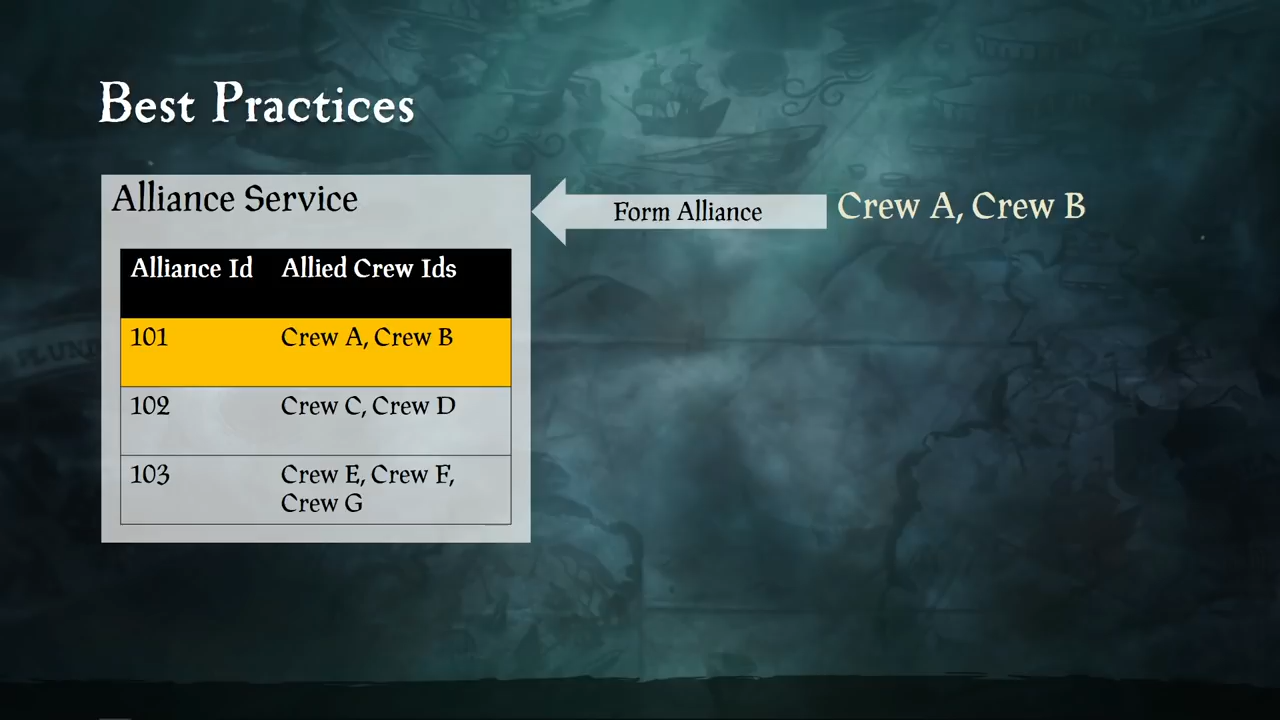 Best Practices
Alliance Service
Form Alliance
Crew A, Crew B
Alliance Id Allied Crew Ids
101 Crew A, Crew B
102 Crew C, Crew D
103 Crew E, Crew F,
Crew G